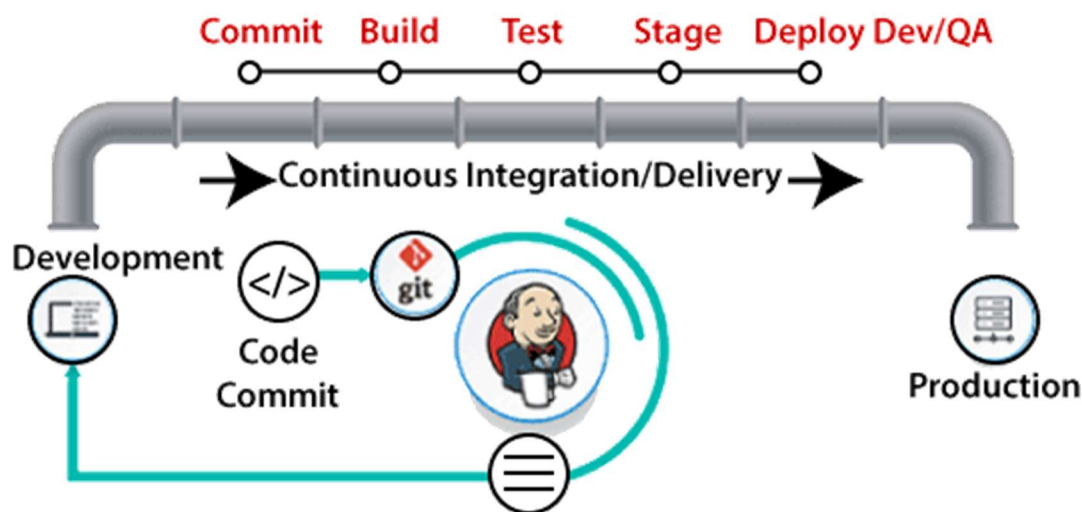 Commit Build Test Stage Deploy Dev/QA
Continuous Integration/Delivery
Development
</>
git
Code
Commit
Production